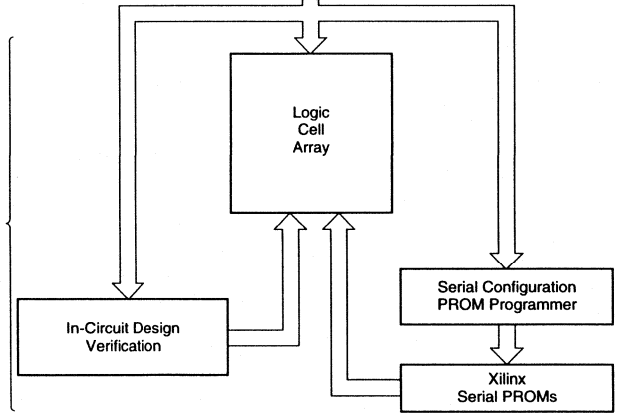 Logic
Cell
Array
Serial Configuration
PROM Programmer
In-Circuit Design
Verification
Xilinx
Serial PROMs